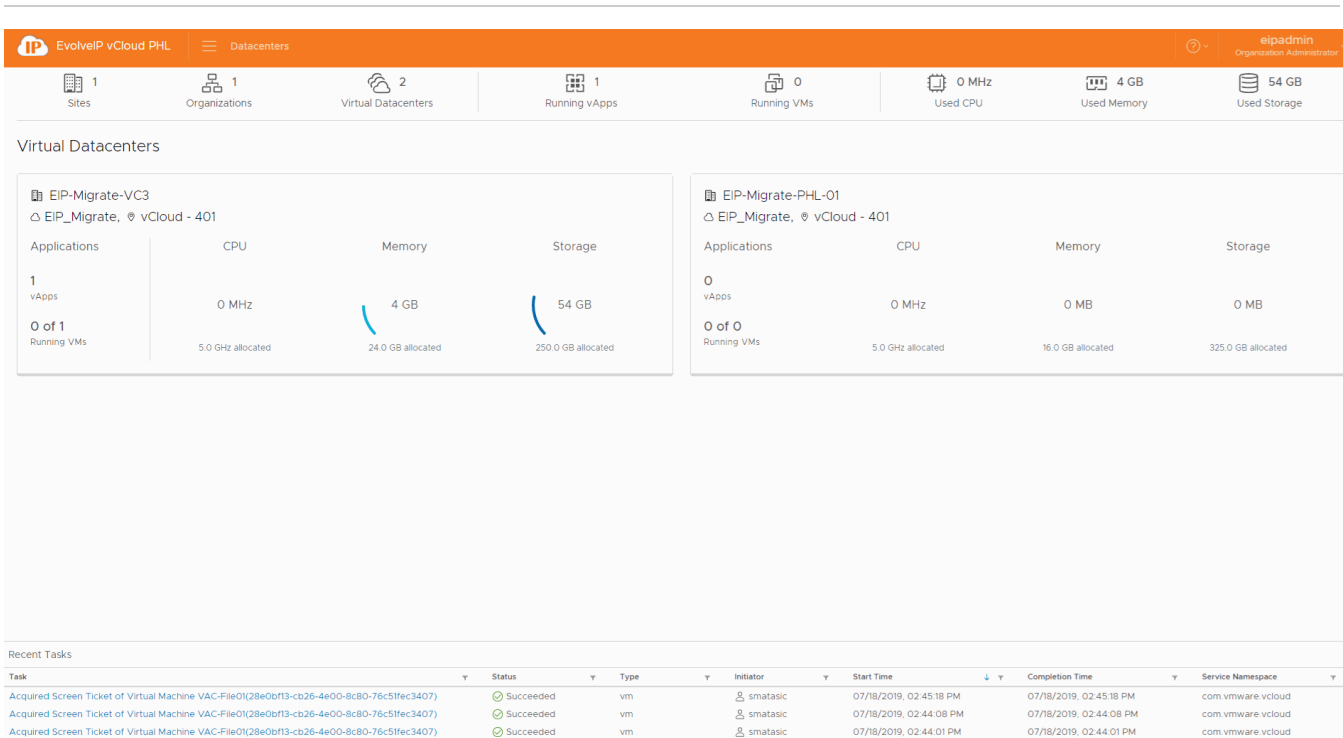 IP EvolveIP vCloud PHL Datacenters eipadmin
Organization Administrator
1 1 2 1 0 0 MHz 4 GB 54 GB
Sites Organizations Virtual Datacenters Running vApps Running VMs Used CPU Used Memory Used Storage
Virtual Datacenters
EIP-Migrate-VC3
EIP_Migrate, vCloud - 401
Applications CPU Memory Storage
1
vApps
0 MHz 4 GB 54 GB
0 of 1
Running VMs
5.0 GHz allocated 24.0 GB allocated 250.0 GB allocated
EIP-Migrate-PHL-01
EIP_Migrate, vCloud - 401
Applications CPU Memory Storage
0
vApps
0 MHz 0 MB 0 MB
0 of 0
Running VMs
5.0 GHz allocated 16.0 GB allocated 325.0 GB allocated
Recent Tasks
Task Status Type Initiator Start Time Completion Time Service Namespace
Acquired Screen Ticket of Virtual Machine VAC-File01(28e0bf13-cb26-4e00-8c80-76c51fec3407) Succeeded vm smatasic 07/18/2019, 02:45:18 PM 07/18/2019, 02:45:18 PM com.vmware.vcloud
Acquired Screen Ticket of Virtual Machine VAC-File01(28e0bf13-cb26-4e00-8c80-76c51fec3407) Succeeded vm smatasic 07/18/2019, 02:44:08 PM 07/18/2019, 02:44:08 PM com.vmware.vcloud
Acquired Screen Ticket of Virtual Machine VAC-File01(28e0bf13-cb26-4e00-8c80-76c51fec3407) Succeeded vm smatasic 07/18/2019, 02:44:01 PM 07/18/2019, 02:44:01 PM com.vmware.vcloud